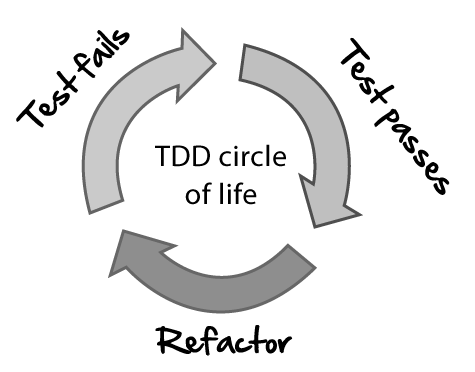 Test fails
Test passes
TDD circle
of life
Refactor